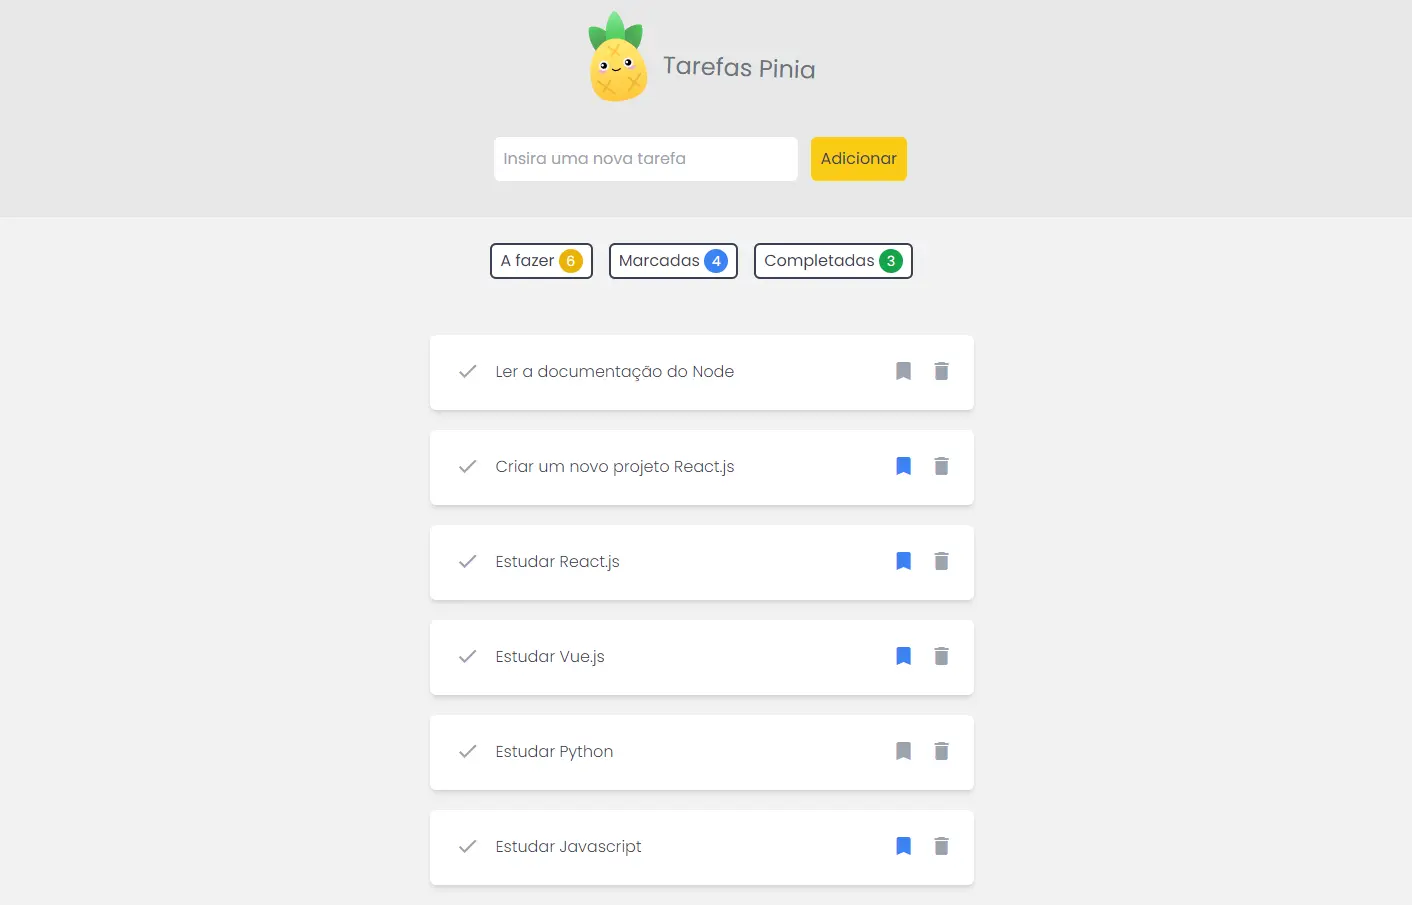 Tarefas Pinia
Insira uma nova tarefa
Adicionar
A fazer 6
Marcadas 4
Completadas 3
Ler a documentação do Node
Criar um novo projeto React.js
Estudar React.js
Estudar Vue.js
Estudar Python
Estudar Javascript